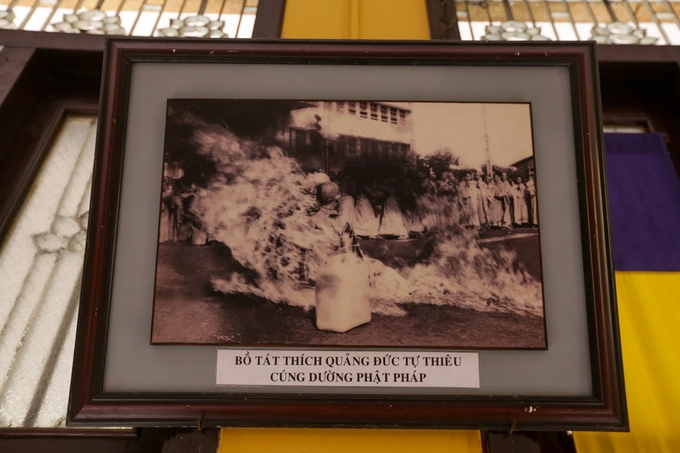 BỒ TÁT THÍCH QUẢNG ĐỨC TỰ THIÊU
CÚNG DƯỜNG PHẬT PHÁP